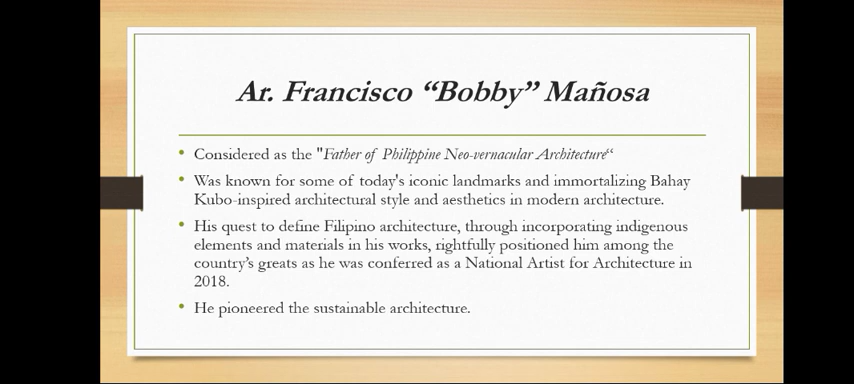 Ar. Francisco “Bobby” Mañosa
• Considered as the "Father of Philippine Neo-vernacular Architecture“
• Was known for some of today's iconic landmarks and immortalizing Bahay
Kubo-inspired architectural style and aesthetics in modern architecture.
• His quest to define Filipino architecture, through incorporating indigenous
elements and materials in his works, rightfully positioned him among the
country’s greats as he was conferred as a National Artist for Architecture in
2018.
• He pioneered the sustainable architecture.